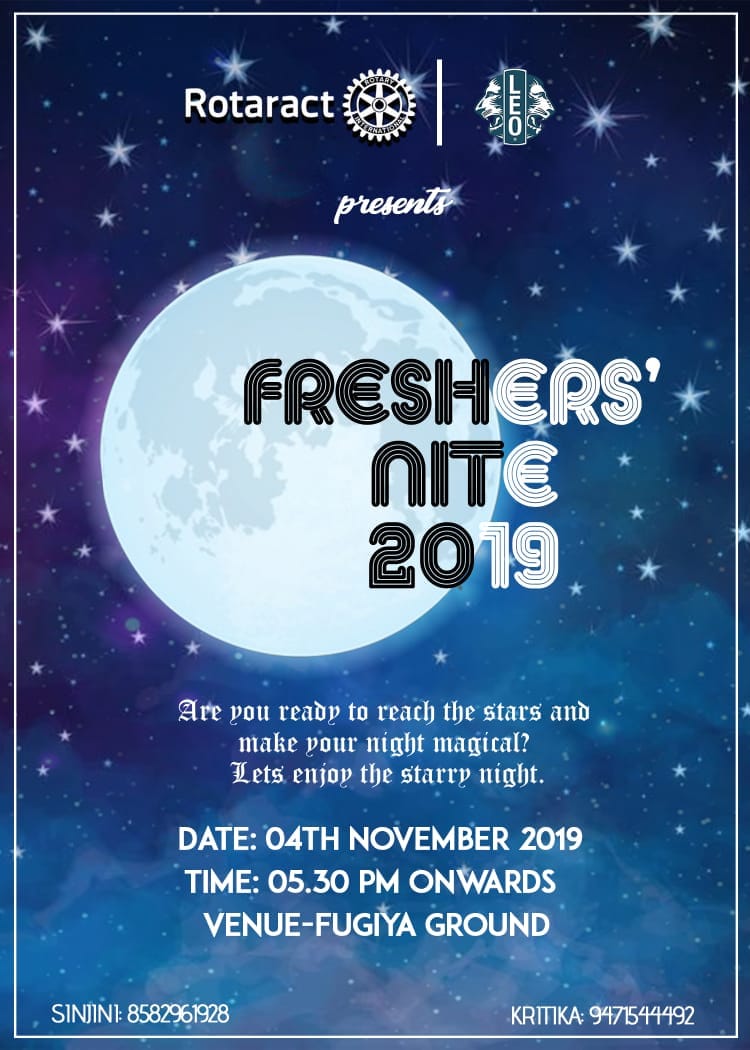 Rotaract
ROTARY
INTERNATIONAL
LEO
presents
FRESHERS'
NITE
2019
Are you ready to reach the stars and
make your night magical?
Lets enjoy the starry night.
DATE: 04TH NOVEMBER 2019
TIME: 05.30 PM ONWARDS
VENUE-FUGIYA GROUND
SINJINI: 8582961928
KRITIKA: 9471544492